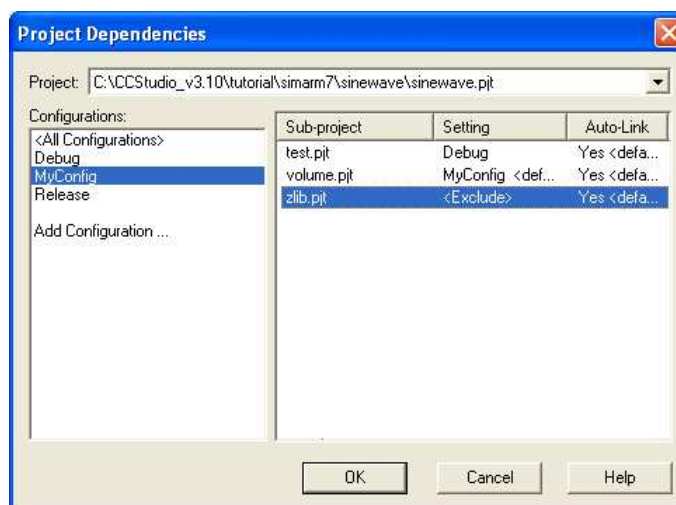 Project Dependencies
Project: C:\CCStudio_v3.10\tutorial\simarm7\sinewave\sinewave.pjt
Configurations:
<All Configurations>
Debug
MyConfig
Release
Add Configuration ...
Sub-project Setting Auto-Link
test.pjt Debug Yes <defa...
volume.pjt MyConfig <def... Yes <defa...
zlib.pjt <Exclude> Yes <defa...
OK Cancel Help